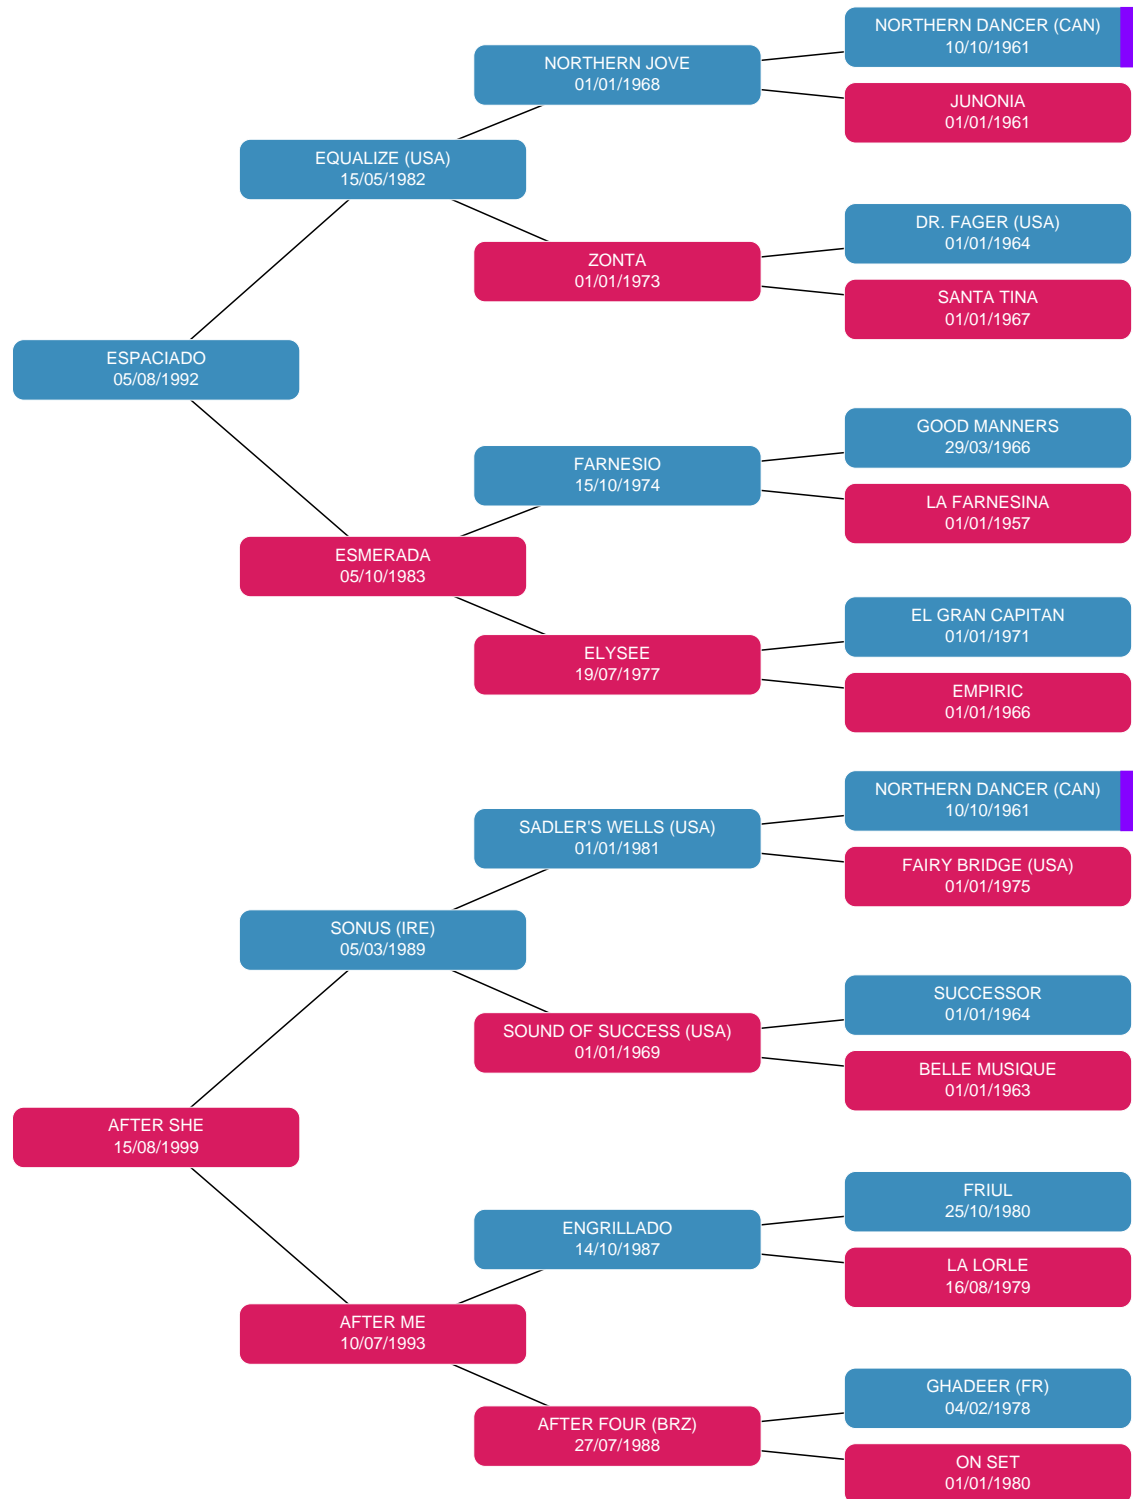 NORTHERN DANCER (CAN)
10/10/1961
NORTHERN JOVE
01/01/1968
JUNONIA
01/01/1961
EQUALIZE (USA)
15/05/1982
DR. FAGER (USA)
01/01/1964
ZONTA
01/01/1973
SANTA TINA
01/01/1967
ESPACIADO
05/08/1992
GOOD MANNERS
29/03/1966
FARNESIO
15/10/1974
LA FARNESINA
01/01/1957
ESMERADA
05/10/1983
EL GRAN CAPITAN
01/01/1971
ELYSEE
19/07/1977
EMPIRIC
01/01/1966
NORTHERN DANCER (CAN)
10/10/1961
SADLER'S WELLS (USA)
01/01/1981
FAIRY BRIDGE (USA)
01/01/1975
SONUS (IRE)
05/03/1989
SUCCESSOR
01/01/1964
SOUND OF SUCCESS (USA)
01/01/1969
BELLE MUSIQUE
01/01/1963
AFTER SHE
15/08/1999
FRIUL
25/10/1980
ENGRILLADO
14/10/1987
LA LORLE
16/08/1979
AFTER ME
10/07/1993
GHADEER (FR)
04/02/1978
AFTER FOUR (BRZ)
27/07/1988
ON SET
01/01/1980